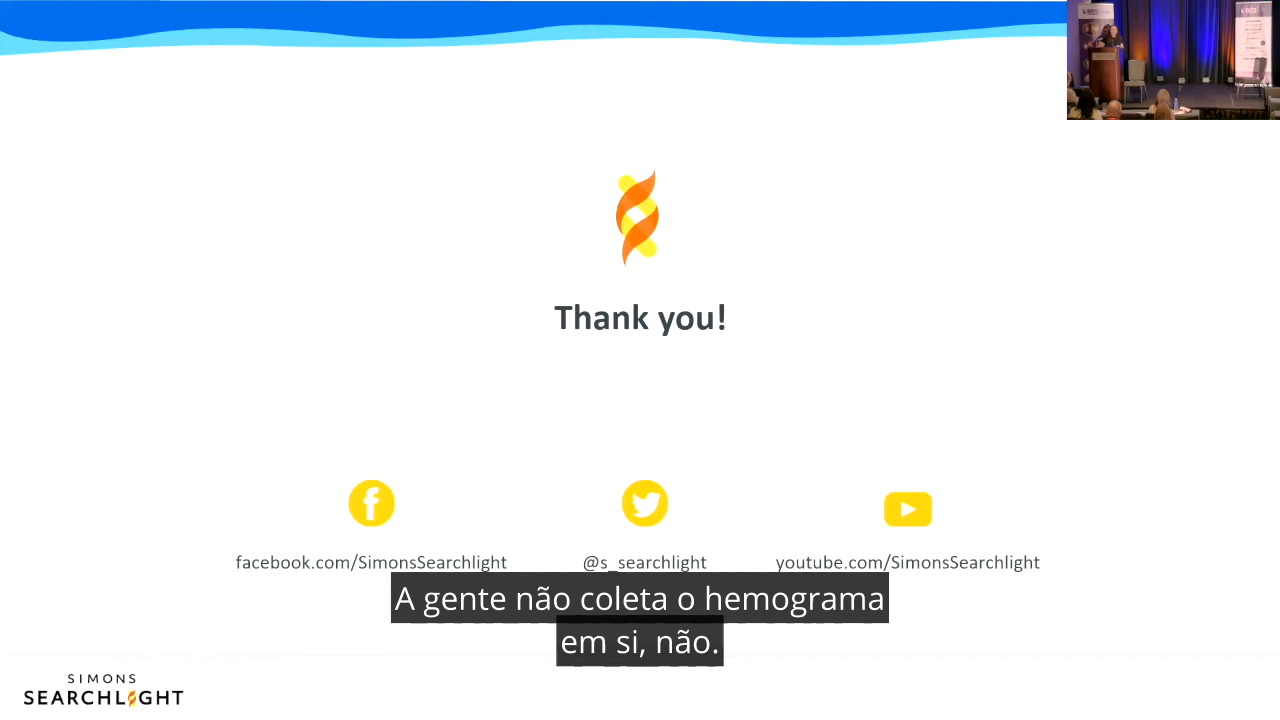 Thank you!
facebook.com/SimonsSearchlight
@s_searchlight
youtube.com/SimonsSearchlight
A gente não coleta o hemograma
em si, não.
SIMONS
SEARCHLIGHT